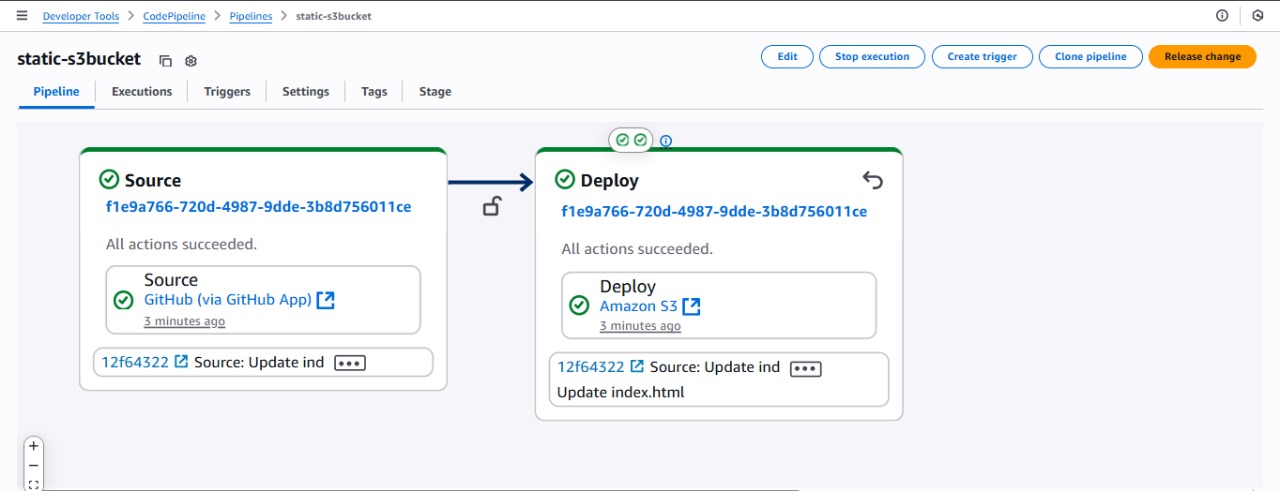 Developer Tools > CodePipeline > Pipelines > static-s3bucket
static-s3bucket
Edit Stop execution Create trigger Clone pipeline Release change
Pipeline Executions Triggers Settings Tags Stage
Source
f1e9a766-720d-4987-9dde-3b8d756011ce
All actions succeeded.
Source
GitHub (via GitHub App)
3 minutes ago
12f64322 Source: Update ind
Deploy
f1e9a766-720d-4987-9dde-3b8d756011ce
All actions succeeded.
Deploy
Amazon S3
3 minutes ago
12f64322 Source: Update ind
Update index.html